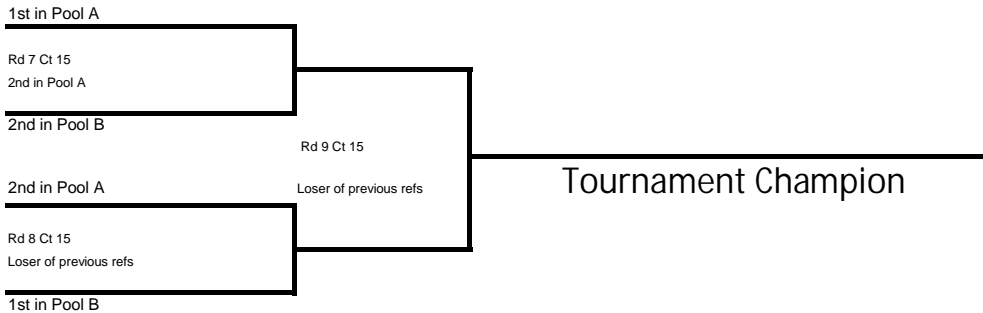 1st in Pool A
Rd 7 Ct 15
2nd in Pool A
2nd in Pool B
Rd 9 Ct 15
Loser of previous refs
Tournament Champion
2nd in Pool A
Rd 8 Ct 15
Loser of previous refs
1st in Pool B